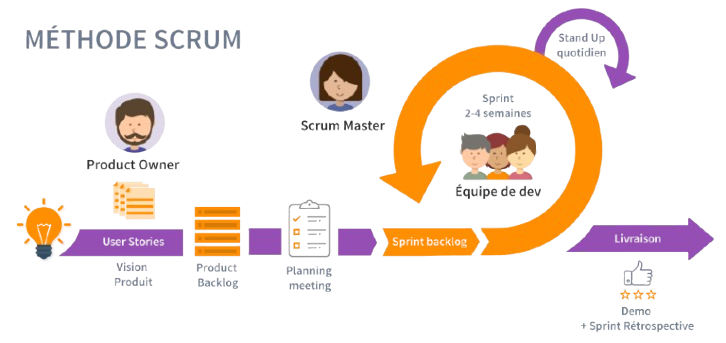 MÉTHODE SCRUM
Stand Up
quotidien
Sprint
2-4 semaines
Scrum Master
Product Owner
Équipe de dev
User Stories
Sprint backlog
Livraison
Vision
Produit
Product
Backlog
Planning
meeting
Demo
+ Sprint Rétrospective